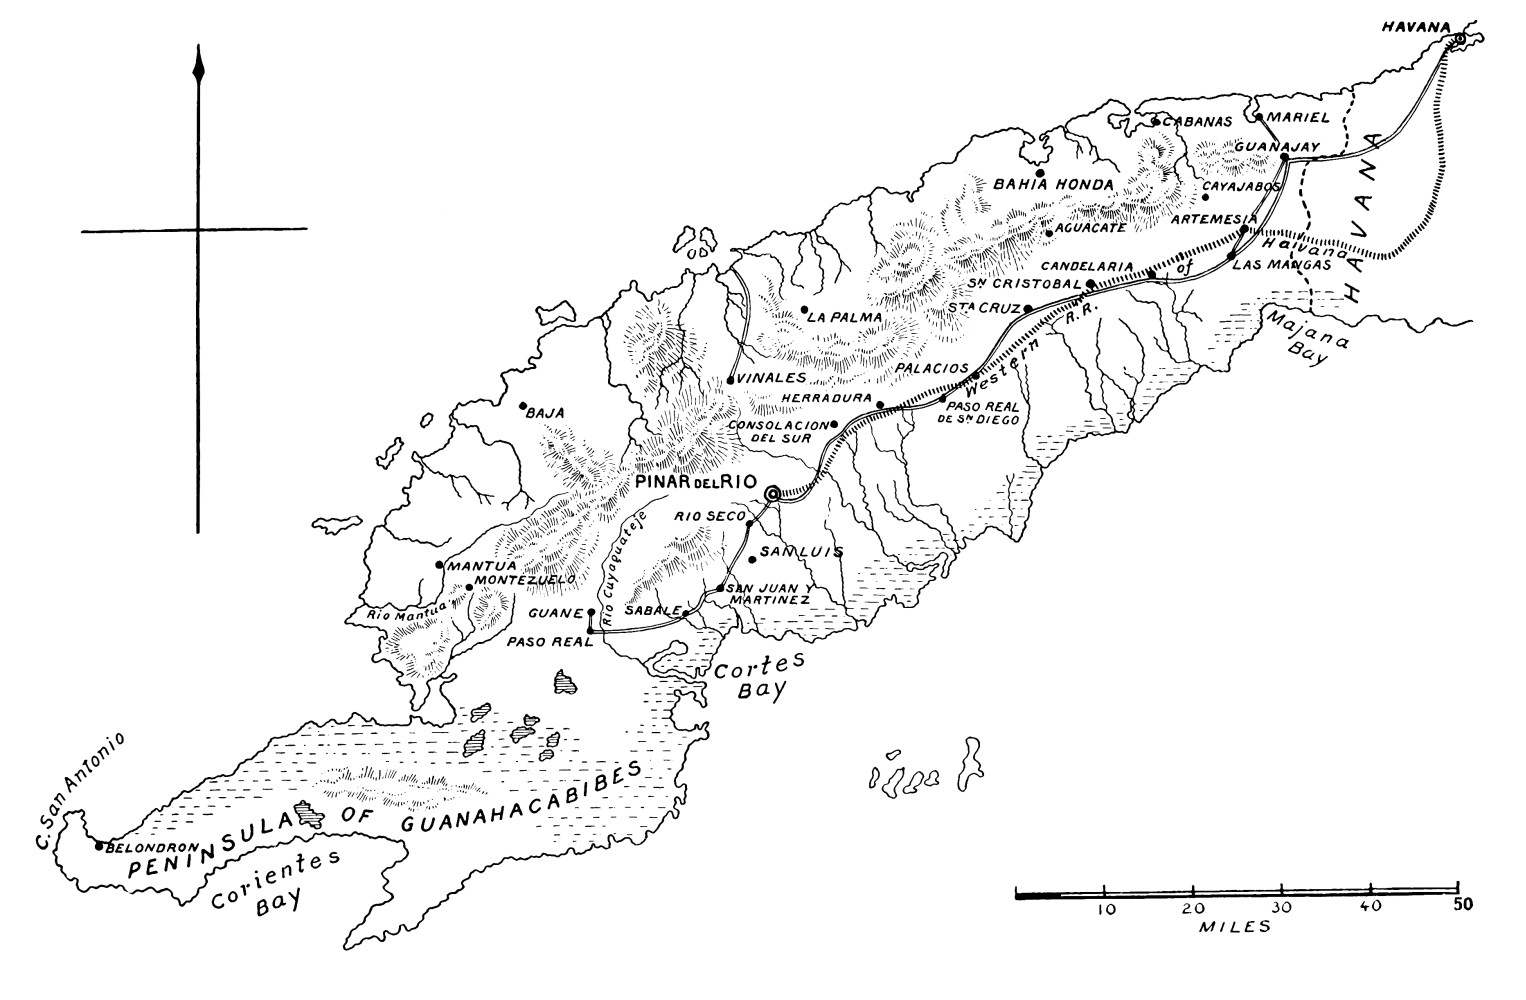 HAVANA
CABANAS
MARIEL
GUANAJAY
BAHIA HONDA
CAYAJABOS
HAVANA
ARTEMESIA
AGUACATE
Havana
LAS MANGAS
CANDELARIA
of
SN CRISTOBAL
STA CRUZ
R.R.
LA PALMA
Majana
Bay
Western
PALACIOS
VINALES
HERRADURA
PASO REAL
DE SN DIEGO
BAJA
CONSOLACION
DEL SUR
PINAR DEL RIO
RIO SECO
Rio Cuyaguateje
SAN LUIS
MANTUA
MONTEZUELO
SAN JUAN Y
MARTINEZ
Rio Mantua
GUANE
SABALE
PASO REAL
Cortes
Bay
C. San Antonio
PENINSULA OF GUANAHACABIBES
BELONDRON
Corientes
Bay
10 20 30 40 50
MILES